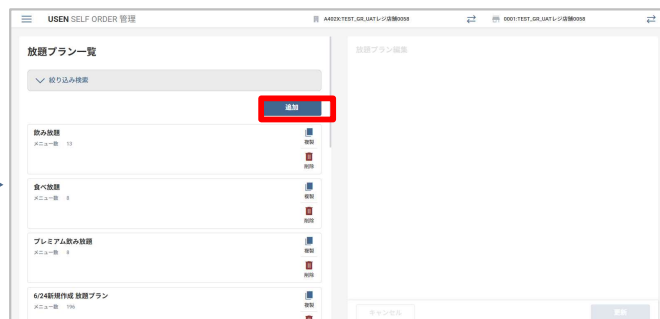 USEN SELF ORDER 管理
A402X:TEST_GR_UATレジ店舗0068
0001:TEST_GR_UATレジ店舗0068
放題プラン一覧
放題プラン編集
絞り込み検索
追加
飲み放題
メニュー数 13
複製
削除
食べ放題
メニュー数 8
複製
削除
プレミアム飲み放題
メニュー数 8
複製
削除
6/24新規作成 放題プラン
メニュー数 196
複製
キャンセル
更新